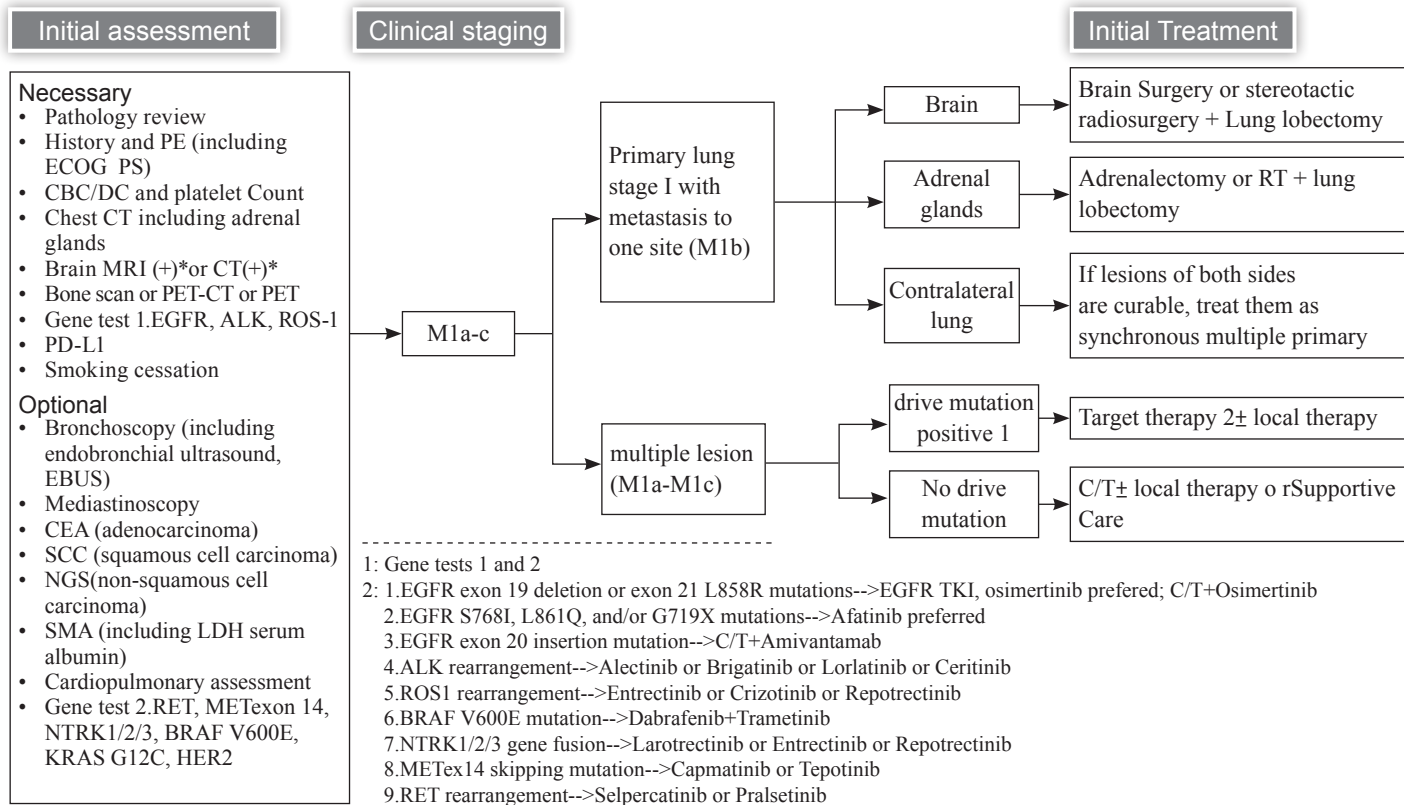 Initial assessment
Clinical staging
Initial Treatment
Necessary
• Pathology review
• History and PE (including
ECOG PS)
• CBC/DC and platelet Count
• Chest CT including adrenal
glands
• Brain MRI (+)*or CT(+)*
• Bone scan or PET-CT or PET
• Gene test 1.EGFR, ALK, ROS-1
• PD-L1
• Smoking cessation
Optional
• Bronchoscopy (including
endobronchial ultrasound,
EBUS)
• Mediastinoscopy
• CEA (adenocarcinoma)
• SCC (squamous cell carcinoma)
• NGS(non-squamous cell
carcinoma)
• SMA (including LDH serum
albumin)
• Cardiopulmonary assessment
• Gene test 2.RET, METexon 14,
NTRK1/2/3, BRAF V600E,
KRAS G12C, HER2
M1a-c
Primary lung
stage I with
metastasis to
one site (M1b)
Brain
Brain Surgery or stereotactic
radiosurgery + Lung lobectomy
Adrenal
glands
Adrenalectomy or RT + lung
lobectomy
Contralateral
lung
If lesions of both sides
are curable, treat them as
synchronous multiple primary
multiple lesion
(M1a-M1c)
drive mutation
positive 1
Target therapy 2± local therapy
No drive
mutation
C/T± local therapy o rSupportive
Care
1: Gene tests 1 and 2
2: 1.EGFR exon 19 deletion or exon 21 L858R mutations-->EGFR TKI, osimertinib prefered; C/T+Osimertinib
2.EGFR S768I, L861Q, and/or G719X mutations-->Afatinib preferred
3.EGFR exon 20 insertion mutation-->C/T+Amivantamab
4.ALK rearrangement-->Alectinib or Brigatinib or Lorlatinib or Ceritinib
5.ROS1 rearrangement-->Entrectinib or Crizotinib or Repotrectinib
6.BRAF V600E mutation-->Dabrafenib+Trametinib
7.NTRK1/2/3 gene fusion-->Larotrectinib or Entrectinib or Repotrectinib
8.METex14 skipping mutation-->Capmatinib or Tepotinib
9.RET rearrangement-->Selpercatinib or Pralsetinib